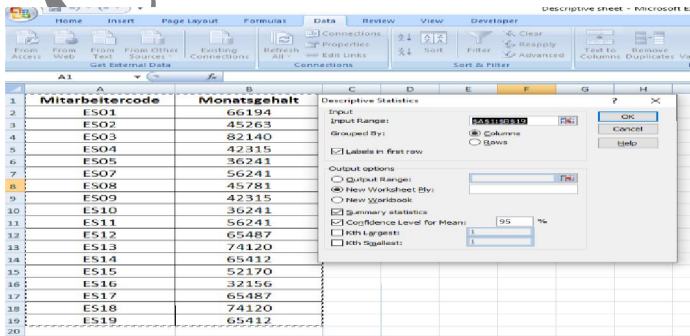 Descriptive sheet - Microsoft E
Home Insert Page Layout Formulas Data Review View Developer
From Access From Web From Text From Other Sources Existing Connections Refresh All Connections Properties Edit Links Sort Filter Clear Reapply Advanced Text to Columns Remove Duplicates Va
Get External Data Connections Sort & Filter
A1 fx
A B C D E F G H
1 Mitarbeitercode Monatsgehalt
2 ES01 66194
3 ES02 45263
4 ES03 82140
5 ES04 42315
6 ES05 36241
7 ES07 56241
8 ES08 45781
9 ES09 42315
10 ES10 36241
11 ES11 56241
12 ES12 65487
13 ES13 74120
14 ES14 65412
15 ES15 52170
16 ES16 32156
17 ES17 65487
18 ES18 74120
19 ES19 65412
20
Descriptive Statistics ? ×
Input
Input Range: $A$1:$B$19
Grouped By: Columns
Rows
Labels in first row
OK
Cancel
Help
Output options
Output Range:
New Worksheet Ply:
New Workbook
Summary statistics
Confidence Level for Mean: 95 %
Kth Largest: 1
Kth Smallest: 1